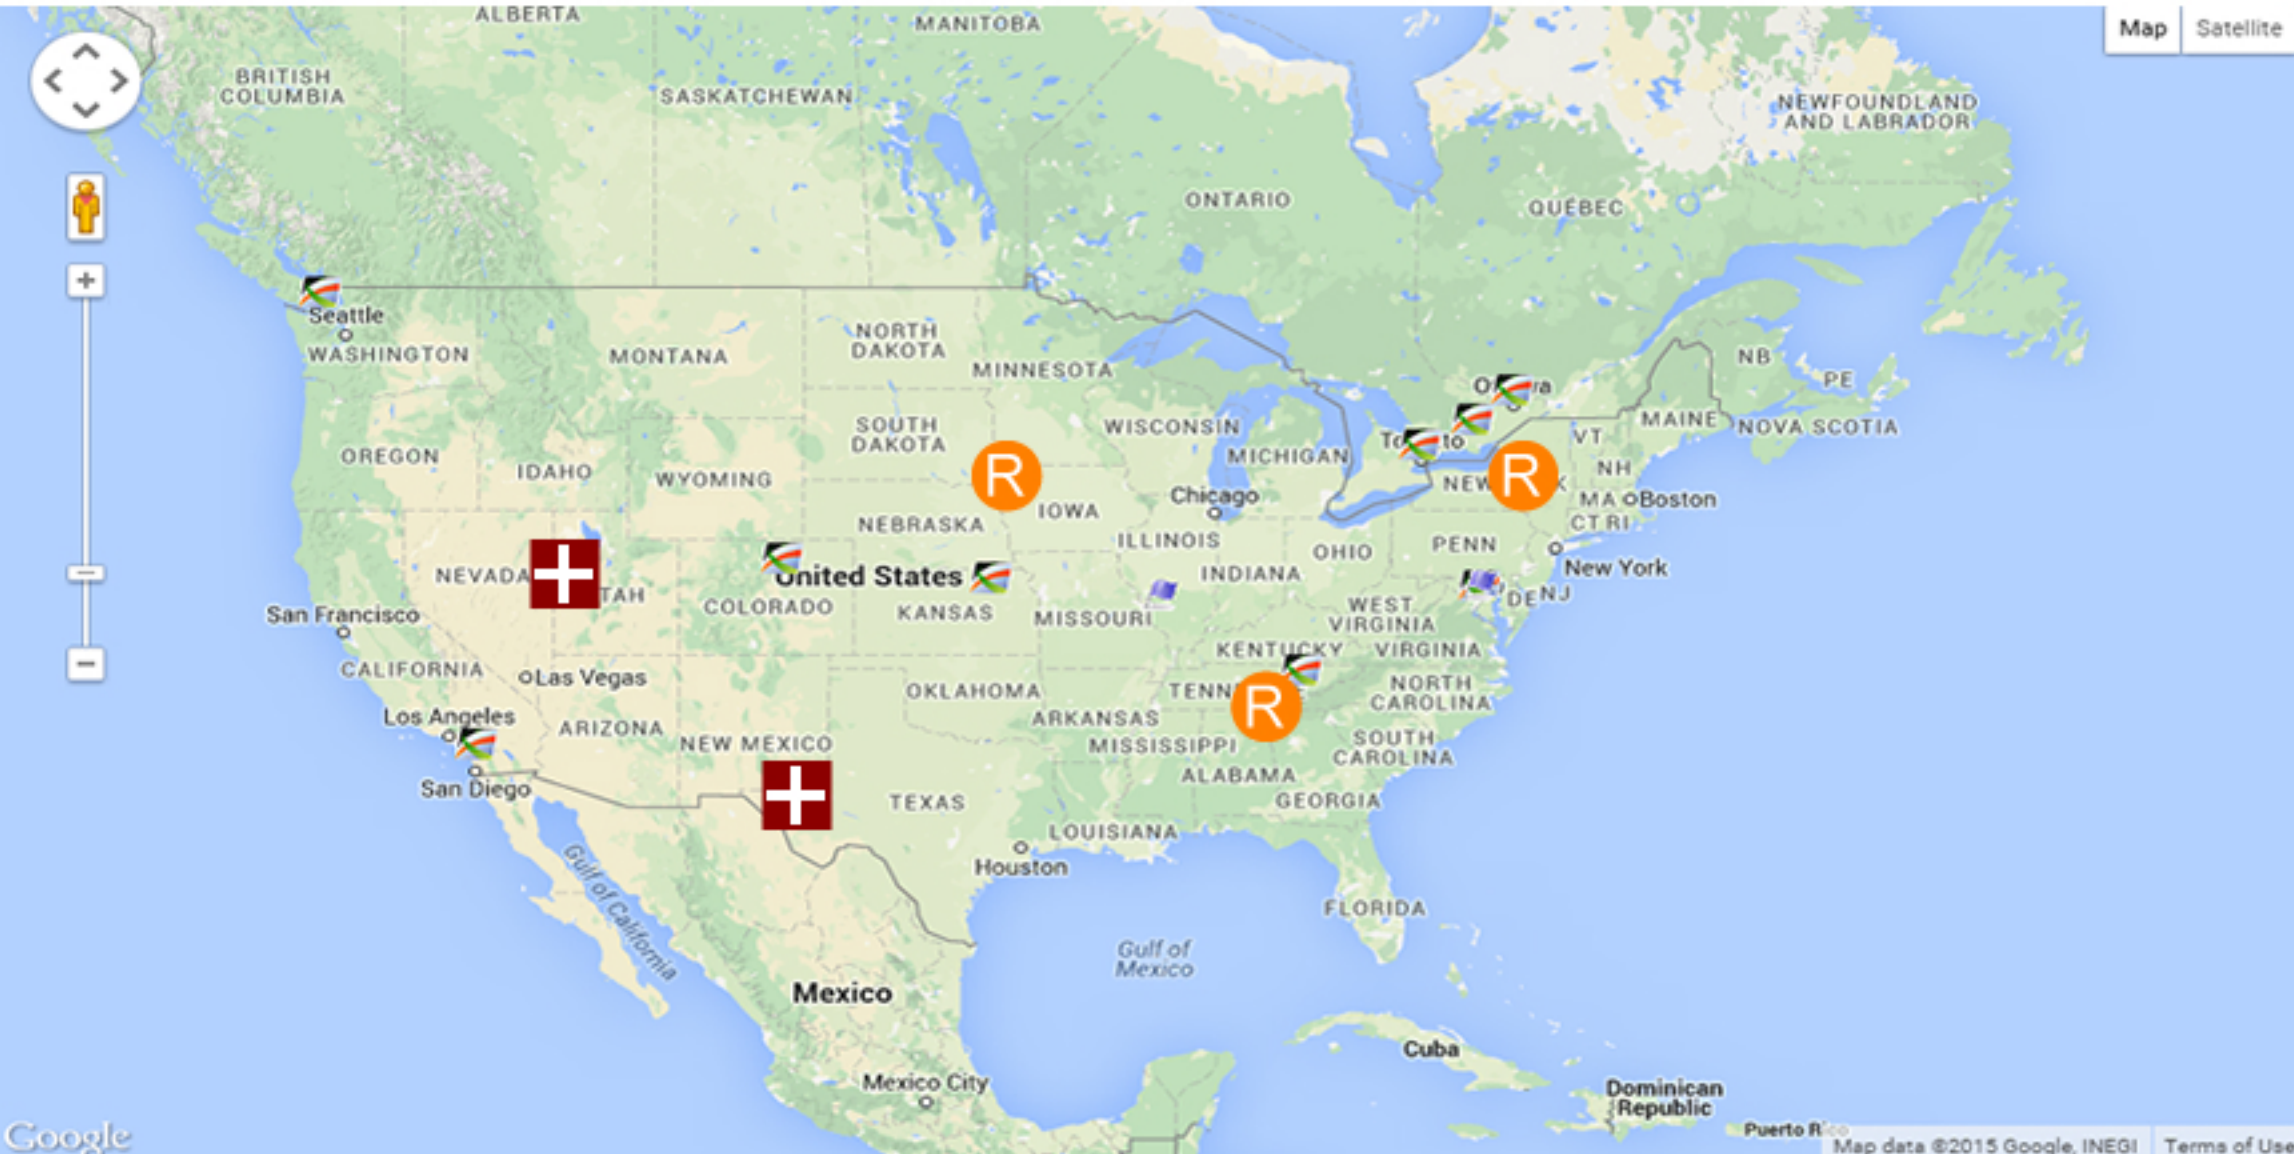 ALBERTA
MANITOBA
Map
Satellite
BRITISH
COLUMBIA
SASKATCHEWAN
NEWFOUNDLAND
AND LABRADOR
ONTARIO
QUÉBEC
Seattle
WASHINGTON
MONTANA
NORTH
DAKOTA
MINNESOTA
NB
PE
MAINE
NOVA SCOTIA
SOUTH
DAKOTA
WISCONSIN
VT
OREGON
IDAHO
WYOMING
MICHIGAN
NH
R
R
NEW
K
Chicago
MA
Boston
NEBRASKA
IOWA
CT RI
ILLINOIS
OHIO
PENN
New York
NEVADA
TAH
United States
INDIANA
DE
NJ
San Francisco
COLORADO
KANSAS
MISSOURI
WEST
VIRGINIA
KENTUCKY
VIRGINIA
CALIFORNIA
Las Vegas
OKLAHOMA
TENN
R
NORTH
CAROLINA
Los Angeles
ARIZONA
NEW MEXICO
ARKANSAS
MISSISSIPPI
SOUTH
CAROLINA
San Diego
TEXAS
ALABAMA
GEORGIA
LOUISIANA
Houston
Gulf of California
FLORIDA
Gulf of
Mexico
Mexico
Cuba
Mexico City
Dominican
Republic
Puerto Rico
Google
Map data ©2015 Google, INEGI
Terms of Use